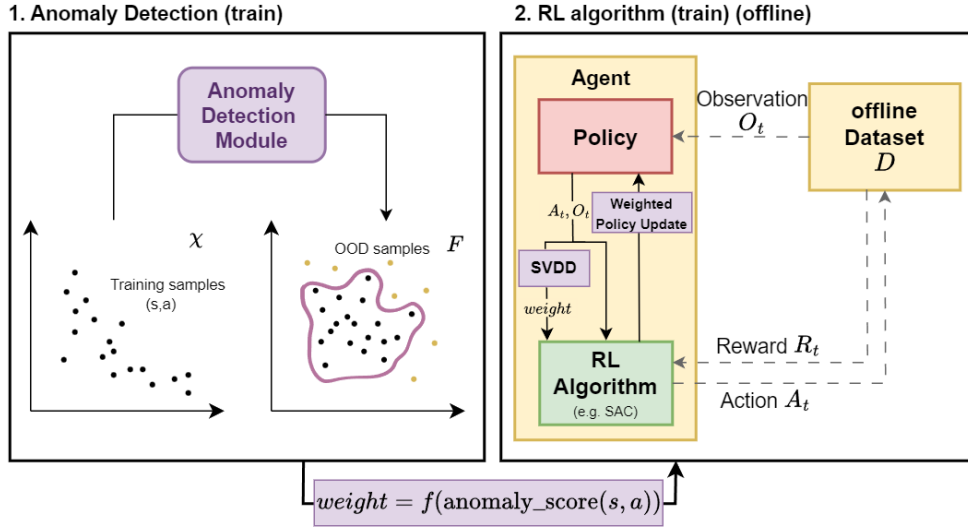 1. Anomaly Detection (train)
Anomaly
Detection
Module
χ
Training samples
(s,a)
OOD samples
F
2. RL algorithm (train) (offline)
Agent
Policy
A_t, O_t
Weighted
Policy Update
SVDD
weight
RL
Algorithm
(e.g. SAC)
Observation
O_t
offline
Dataset
D
Reward R_t
Action A_t
weight = f(anomaly_score(s, a))